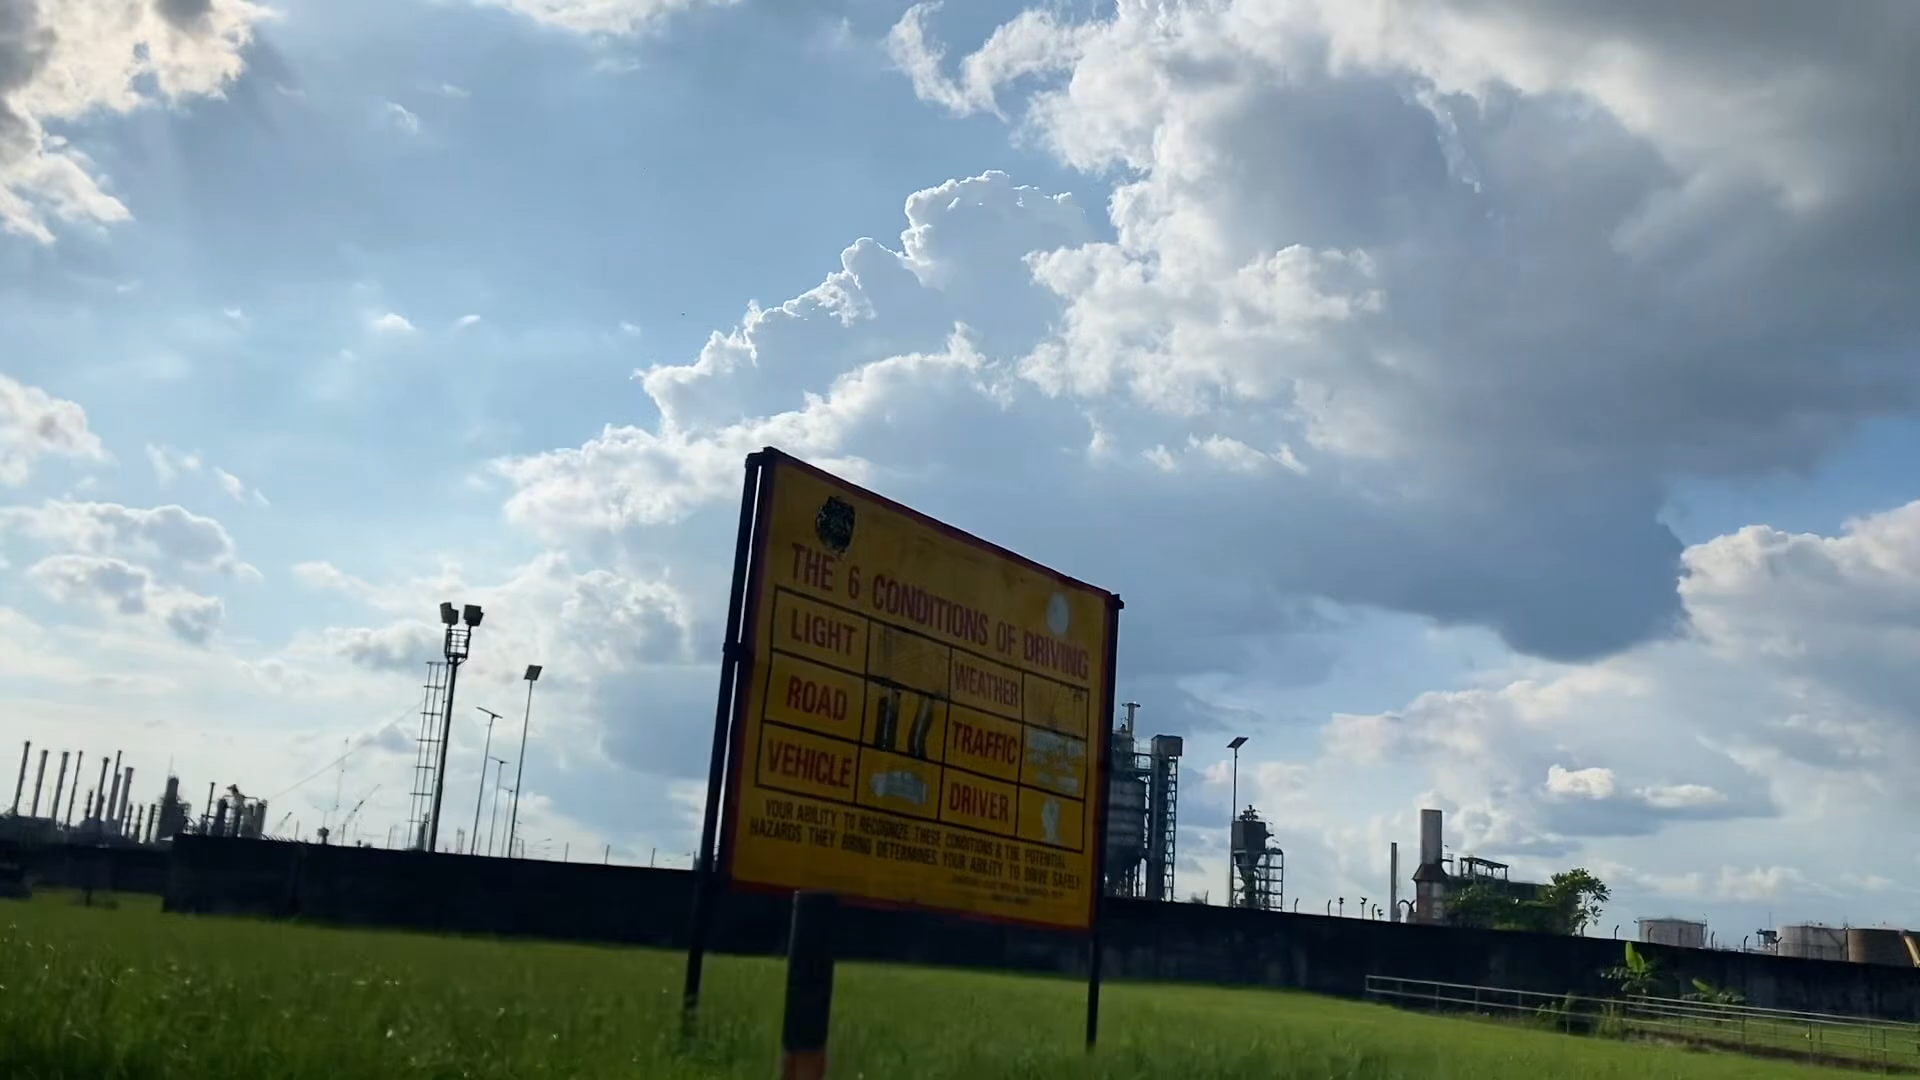 THE 6 CONDITIONS OF DRIVING
LIGHT
WEATHER
ROAD
TRAFFIC
VEHICLE
DRIVER
YOUR ABILITY TO RECOGNIZE THESE CONDITIONS & THE POTENTIAL
HAZARDS THEY BRING DETERMINES YOUR ABILITY TO DRIVE SAFELY